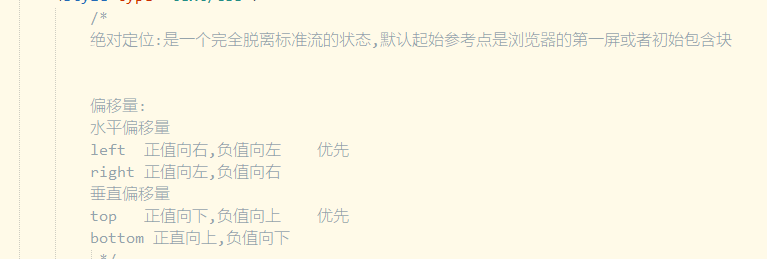 /*
绝对定位:是一个完全脱离标准流的状态,默认起始参考点是浏览器的第一屏或者初始包含块
偏移量:
水平偏移量
left 正值向右,负值向左 优先
right 正值向左,负值向右
垂直偏移量
top 正值向下,负值向上 优先
bottom 正直向上,负值向下
*/